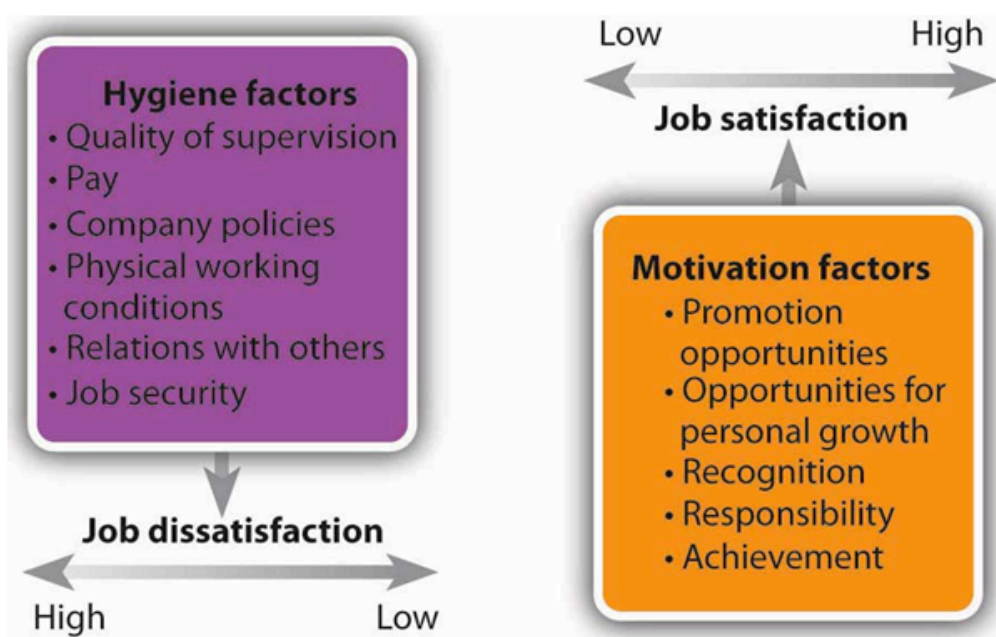 Hygiene factors
• Quality of supervision
• Pay
• Company policies
• Physical working
conditions
• Relations with others
• Job security
Job dissatisfaction
High Low
Low High
Job satisfaction
Motivation factors
• Promotion
opportunities
• Opportunities for
personal growth
• Recognition
• Responsibility
• Achievement